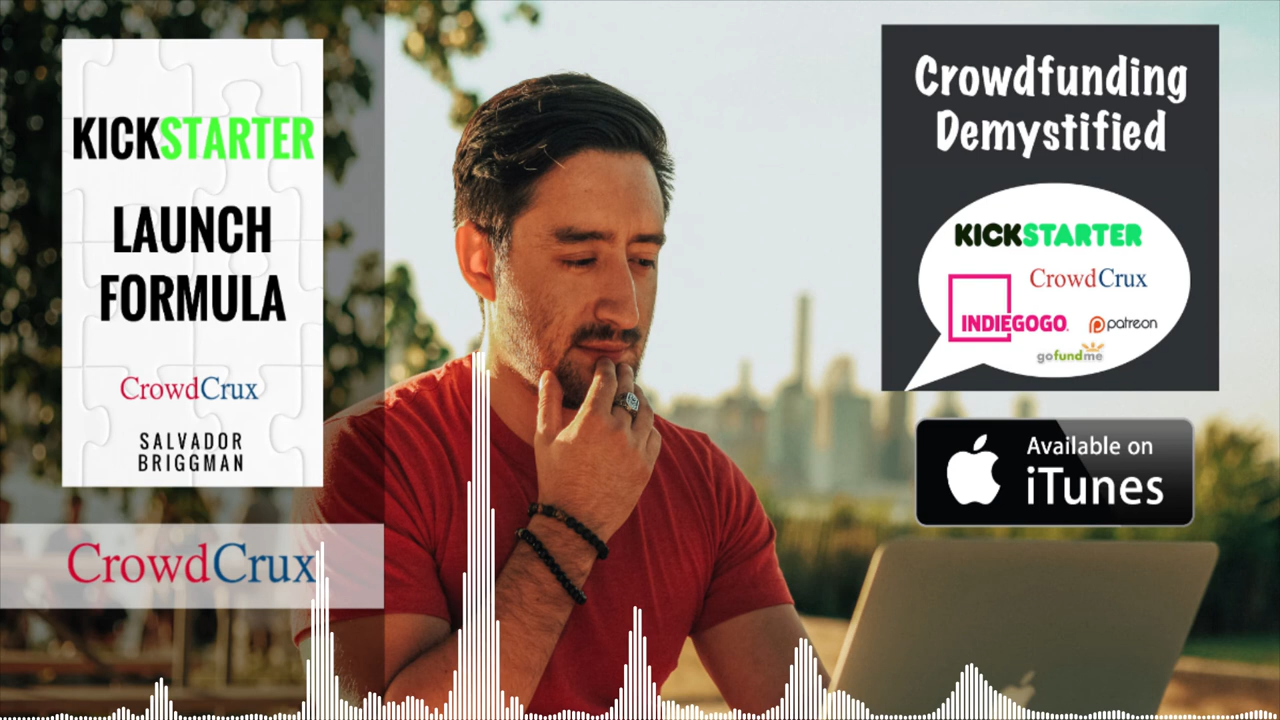 KICKSTARTER
LAUNCH
FORMULA
CrowdCrux
SALVADOR
BRIGGMAN
CrowdCrux
Crowdfunding
Demystified
KICKSTARTER
CrowdCrux
INDIEGOGO.
patreon
gofundme
Available on
iTunes